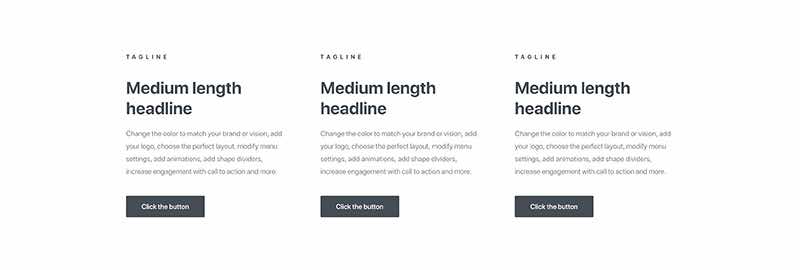 TAGLINE
Medium length
headline
Change the color to match your brand or vision, add
your logo, choose the perfect layout, modify menu
settings, add animations, add shape dividers,
increase engagement with call to action and more.
Click the button
TAGLINE
Medium length
headline
Change the color to match your brand or vision, add
your logo, choose the perfect layout, modify menu
settings, add animations, add shape dividers,
increase engagement with call to action and more.
Click the button
TAGLINE
Medium length
headline
Change the color to match your brand or vision, add
your logo, choose the perfect layout, modify menu
settings, add animations, add shape dividers,
increase engagement with call to action and more.
Click the button